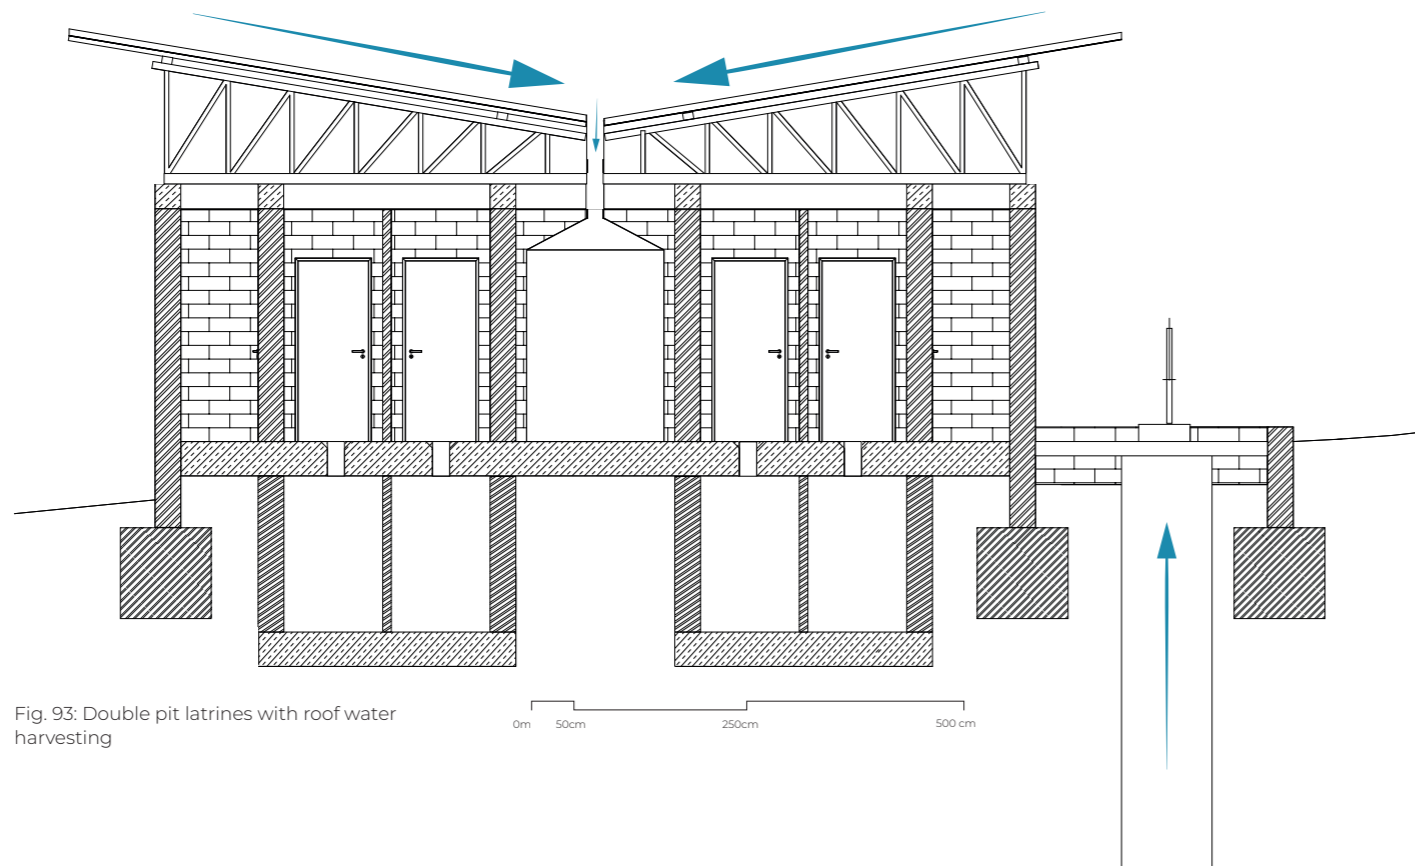 Fig. 93: Double pit latrines with roof water
harvesting
0m 50cm 250cm 500 cm